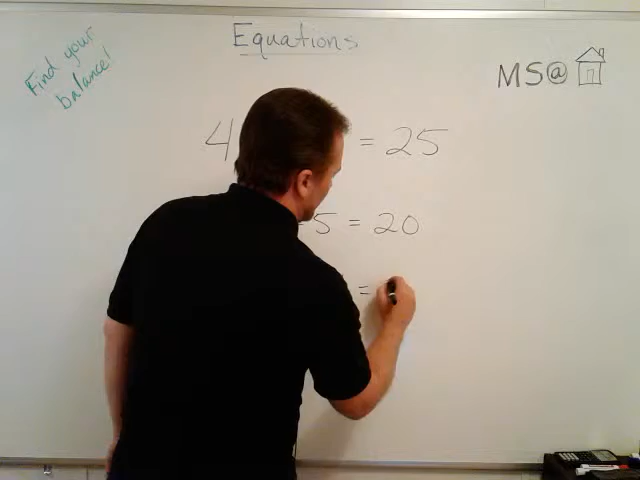 Find your
balance!
Equations
MS@
4 = 25
5 = 20
=